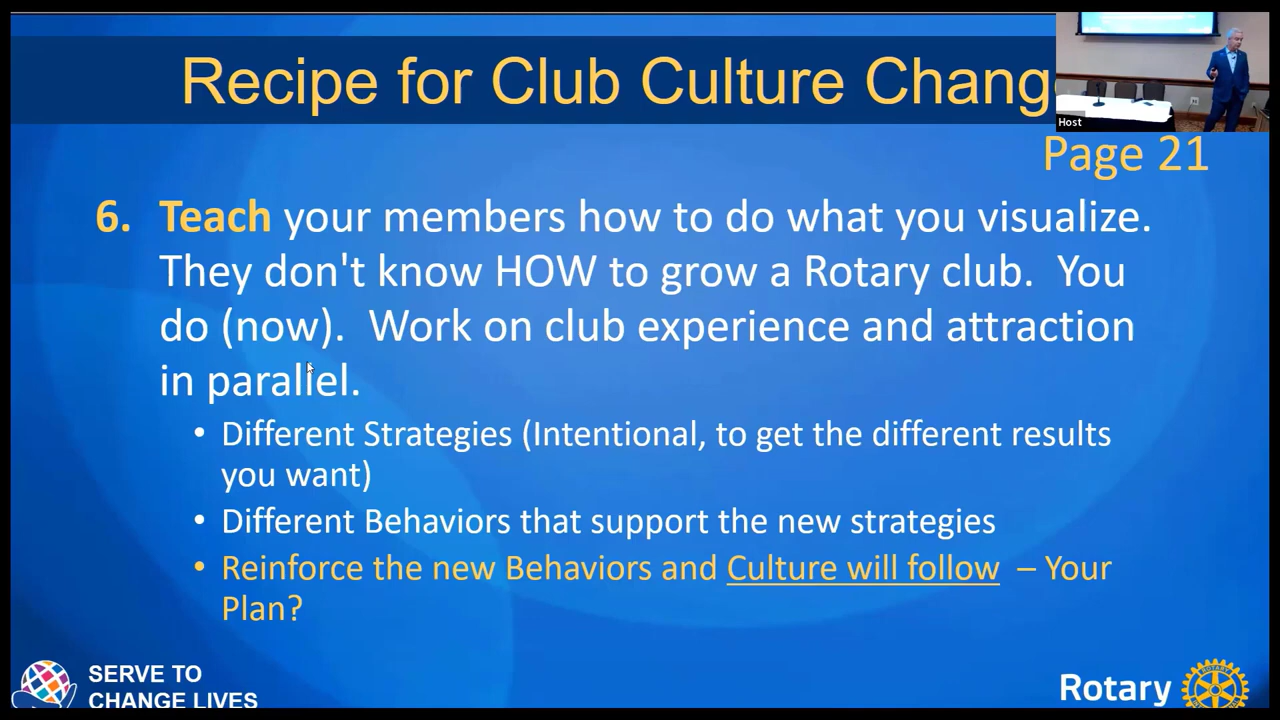 Recipe for Club Culture Chang
Host
Page 21
6. Teach your members how to do what you visualize.
They don't know HOW to grow a Rotary club. You
do (now). Work on club experience and attraction
in parallel.
• Different Strategies (Intentional, to get the different results
you want)
• Different Behaviors that support the new strategies
• Reinforce the new Behaviors and Culture will follow – Your
Plan?
SERVE TO
CHANGE LIVES
Rotary